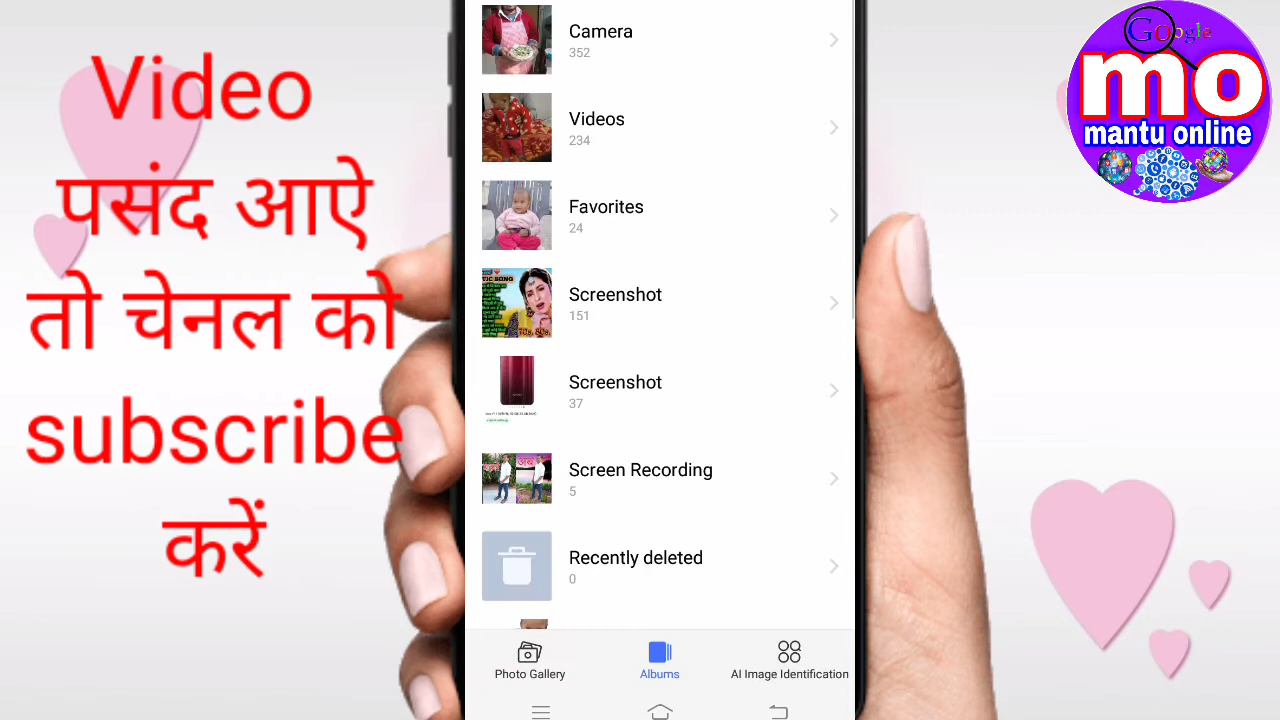 Video
पसंद आऐ
तो चेनल को
subscribe
करें
Camera
352
Videos
234
Favorites
24
Screenshot
151
Screenshot
37
Screen Recording
5
Recently deleted
0
Photo Gallery
Albums
AI Image Identification
Google
mo
mantu online